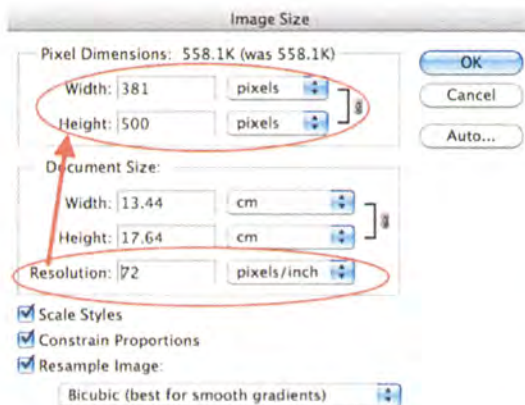 Image Size
Pixel Dimensions: 558.1K (was 558.1K)
OK
Width: 381 pixels
Cancel
Height: 500 pixels
Auto...
Document Size:
Width: 13.44 cm
Height: 17.64 cm
Resolution: 72 pixels/inch
Scale Styles
Constrain Proportions
Resample Image:
Bicubic (best for smooth gradients)